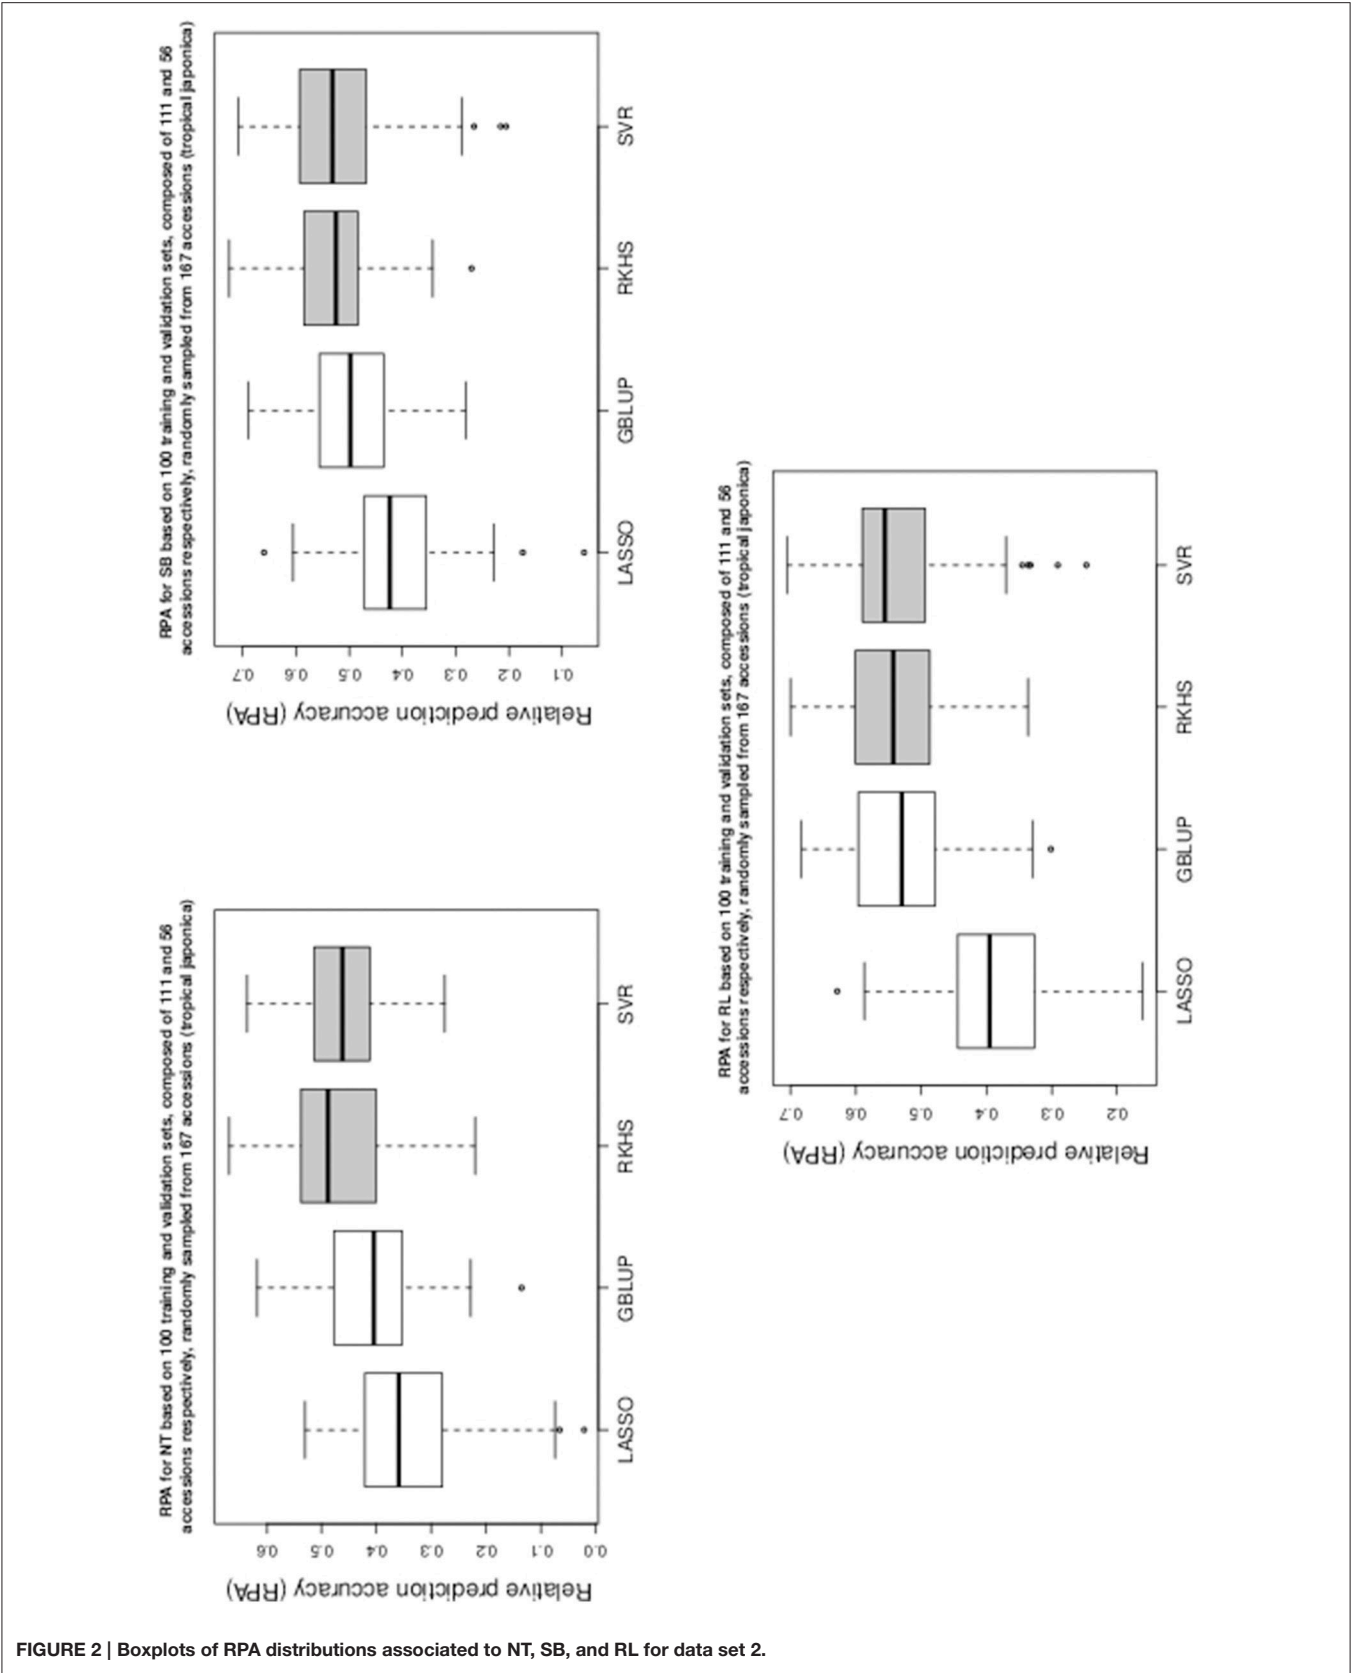 RPA for NT based on 100 training and validation sets, composed of 111 and 56
accessions respectively, randomly sampled from 167 accessions (tropical japonica)
Relative prediction accuracy (RPA)
0.0
0.1
0.2
0.3
0.4
0.5
0.6
LASSO
GBLUP
RKHS
SVR
RPA for SB based on 100 training and validation sets, composed of 111 and 56
accessions respectively, randomly sampled from 167 accessions (tropical japonica)
Relative prediction accuracy (RPA)
0.1
0.2
0.3
0.4
0.5
0.6
0.7
LASSO
GBLUP
RKHS
SVR
RPA for RL based on 100 training and validation sets, composed of 111 and 56
accessions respectively, randomly sampled from 167 accessions (tropical japonica)
Relative prediction accuracy (RPA)
0.2
0.3
0.4
0.5
0.6
0.7
LASSO
GBLUP
RKHS
SVR
FIGURE 2 | Boxplots of RPA distributions associated to NT, SB, and RL for data set 2.